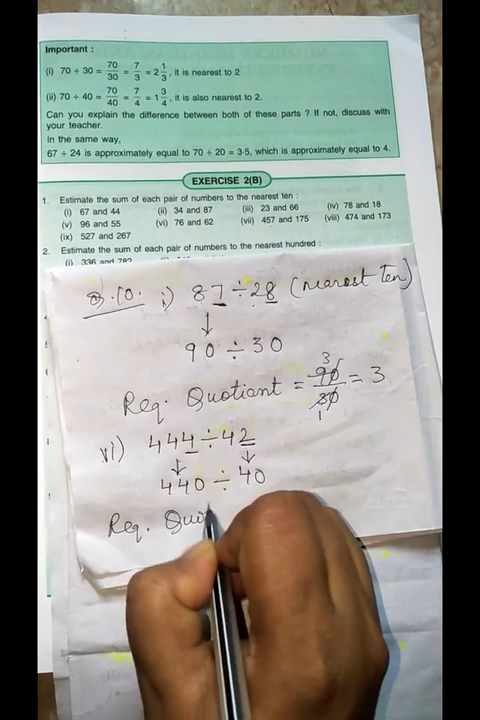 Important :
(i) 70 ÷ 30 = 70/30 = 7/3 = 2 1/3, it is nearest to 2
(ii) 70 ÷ 40 = 70/40 = 7/4 = 1 3/4, it is also nearest to 2.
Can you explain the difference between both of these parts ? If not, discuss with
your teacher.
In the same way,
67 ÷ 24 is approximately equal to 70 ÷ 20 = 3·5, which is approximately equal to 4.
EXERCISE 2(B)
1. Estimate the sum of each pair of numbers to the nearest ten :
(i) 67 and 44 (ii) 34 and 87 (iii) 23 and 66 (iv) 78 and 18
(v) 96 and 55 (vi) 76 and 62 (vii) 457 and 175 (viii) 474 and 173
(ix) 527 and 267
2. Estimate the sum of each pair of numbers to the nearest hundred :
(i) 336 and 782
Q.10. i) 87 ÷ 28 (nearest Ten)
90 ÷ 30
Req. Quotient = 90/30 = 3
3
1
vi) 444 ÷ 42
440 ÷ 40
Req. Quo